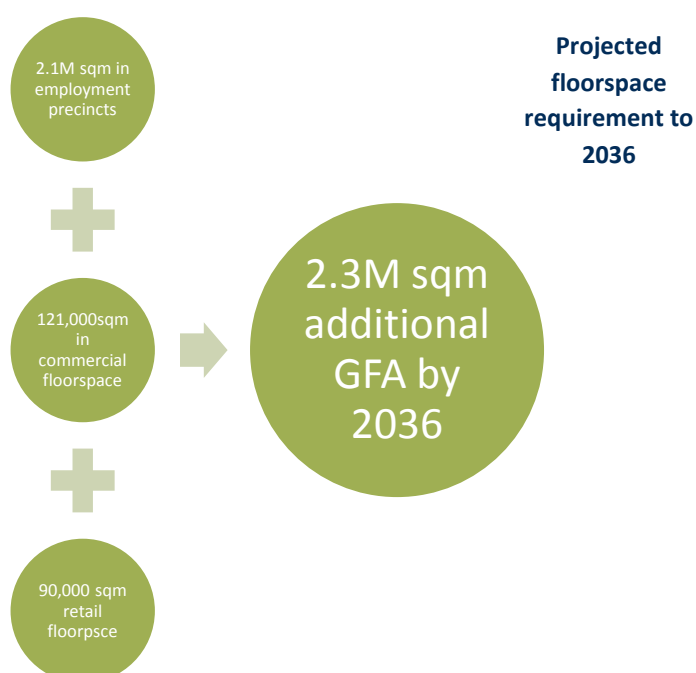 2.1M sqm in
employment
precincts
121,000sqm
in
commercial
floorspace
90,000 sqm
retail
floorpsce
2.3M sqm
additional
GFA by
2036
Projected
floorspace
requirement to
2036